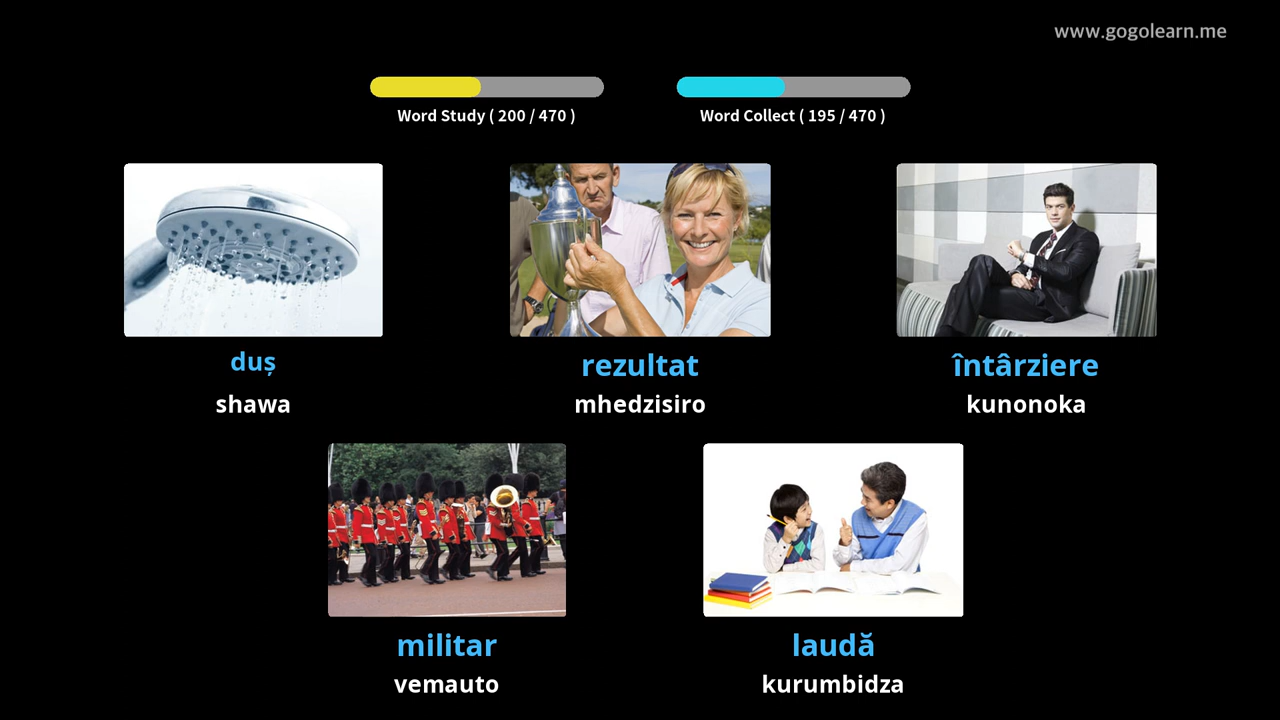 www.gogolearn.me
Word Study ( 200 / 470 )
Word Collect ( 195 / 470 )
duș
shawa
rezultat
mhedzisiro
întârziere
kunonoka
militar
vemauto
laudă
kurumbidza